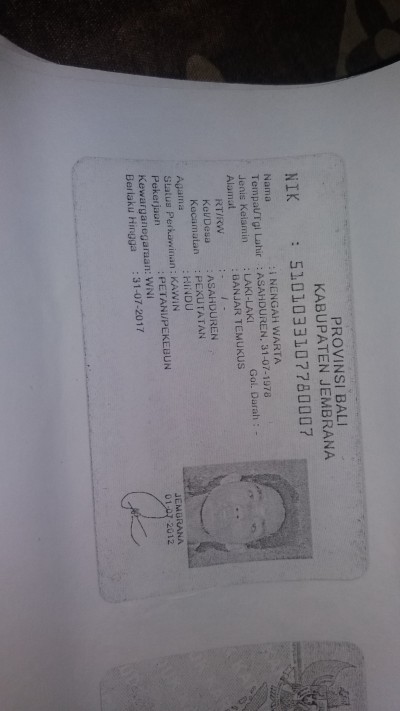 PROVINSI BALI
KABUPATEN JEMBRANA
NIK : 5101033107780007
Nama : I NENGAH WARTA
Tempat/Tgl Lahir : ASAHDUREN, 31-07-1978
Jenis Kelamin : LAKI-LAKI Gol. Darah : -
Alamat : BANJAR TEMUKUS
RT/RW : - / -
Kel/Desa : ASAHDUREN
Kecamatan : PEKUTATAN
Agama : HINDU
Status Perkawinan : KAWIN
Pekerjaan : PETANI/PEKEBUN
Kewarganegaraan: WNI
Berlaku Hingga : 31-07-2017
JEMBRANA
01-07-2012